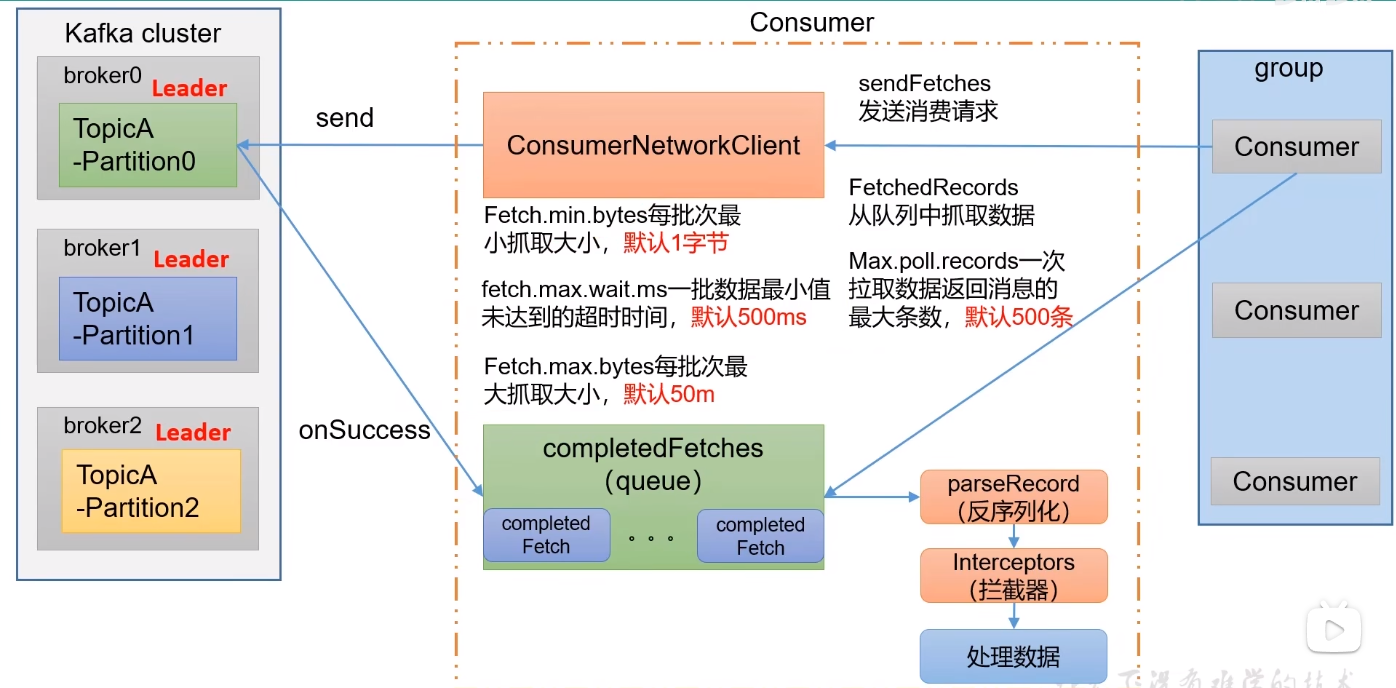 Kafka cluster
broker0
Leader
TopicA
-Partition0
broker1
Leader
TopicA
-Partition1
broker2
Leader
TopicA
-Partition2
send
onSuccess
Consumer
ConsumerNetworkClient
sendFetches
发送消费请求
Fetch.min.bytes每批次最
小抓取大小，默认1字节
fetch.max.wait.ms一批数据最小值
未达到的超时时间，默认500ms
Fetch.max.bytes每批次最
大抓取大小，默认50m
FetchedRecords
从队列中抓取数据
Max.poll.records一次
拉取数据返回消息的
最大条数，默认500条
completedFetches
（queue）
completed
Fetch
。。。
completed
Fetch
parseRecord
（反序列化）
Interceptors
（拦截器）
处理数据
group
Consumer
Consumer
Consumer
下没有难学的技术